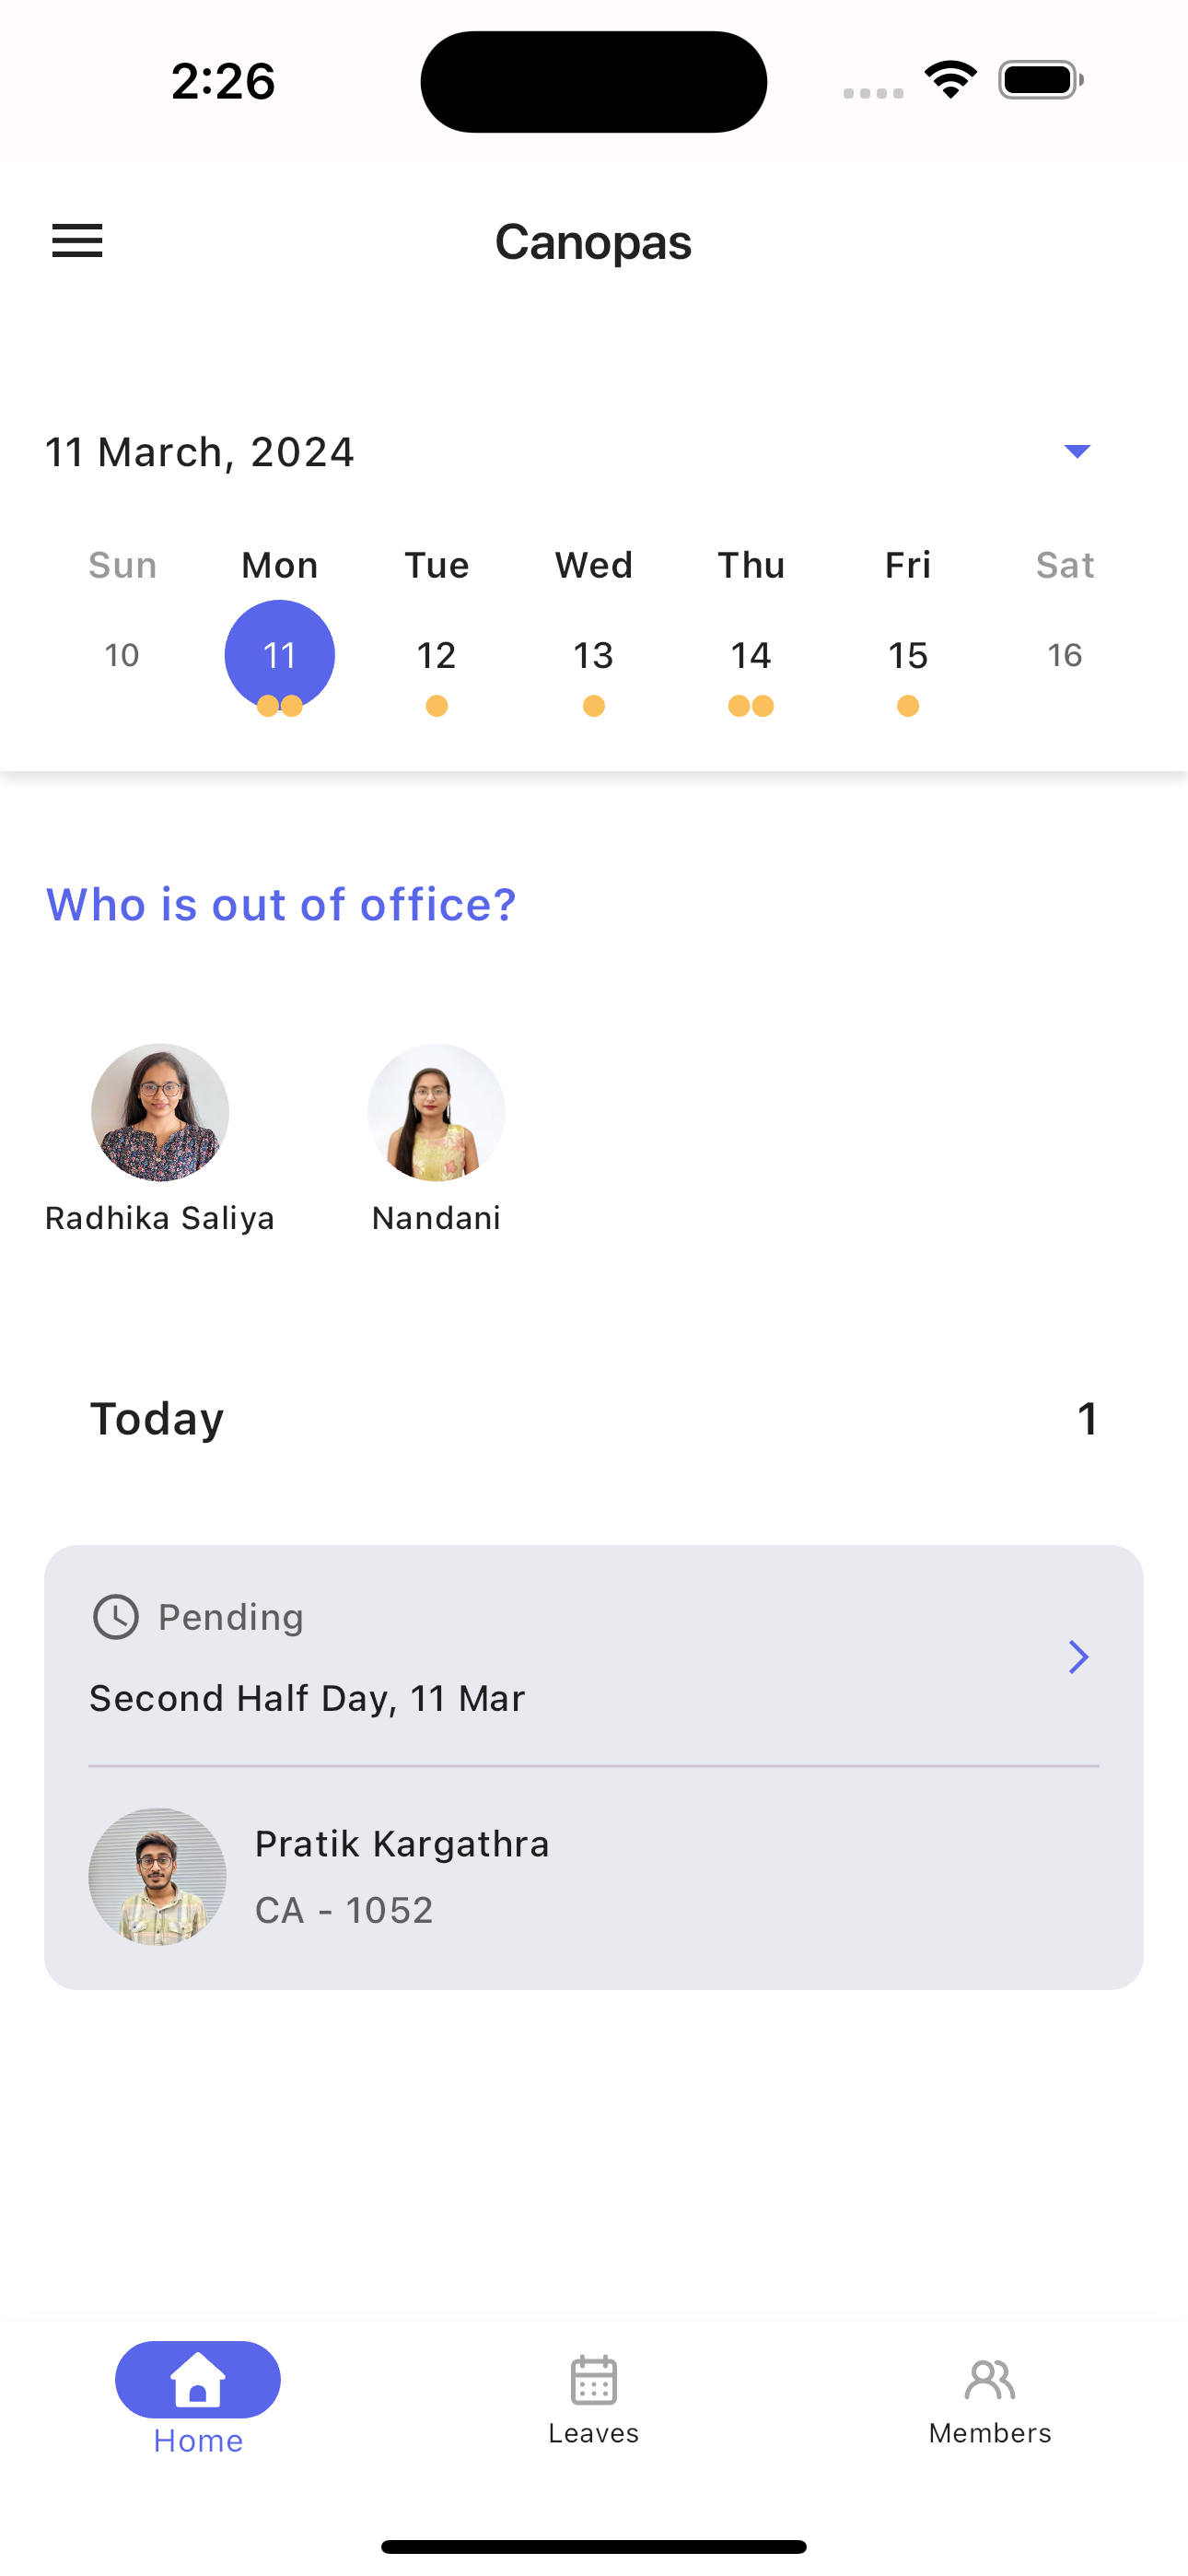 2:26
Canopas
11 March, 2024
Sun Mon Tue Wed Thu Fri Sat
10 11 12 13 14 15 16
Who is out of office?
Radhika Saliya Nandani
Today 1
Pending
Second Half Day, 11 Mar
Pratik Kargathra
CA - 1052
Home Leaves Members